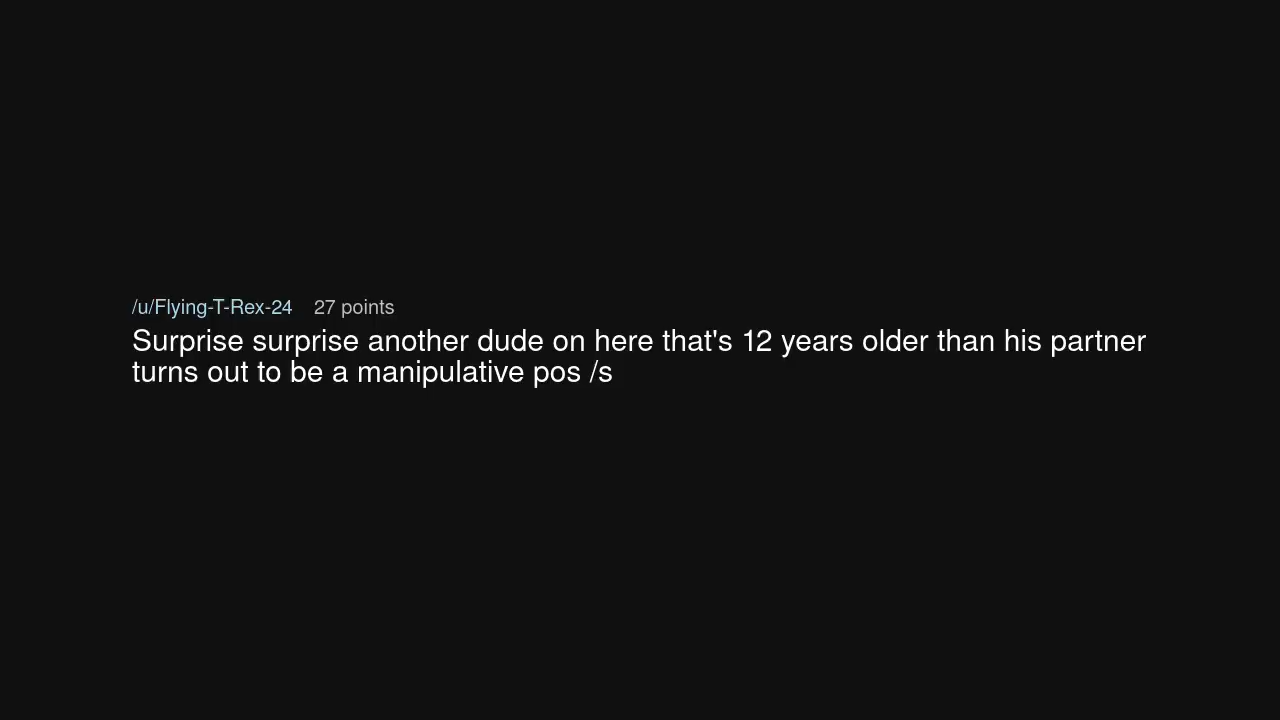 /u/Flying-T-Rex-24 27 points
Surprise surprise another dude on here that's 12 years older than his partner
turns out to be a manipulative pos /s